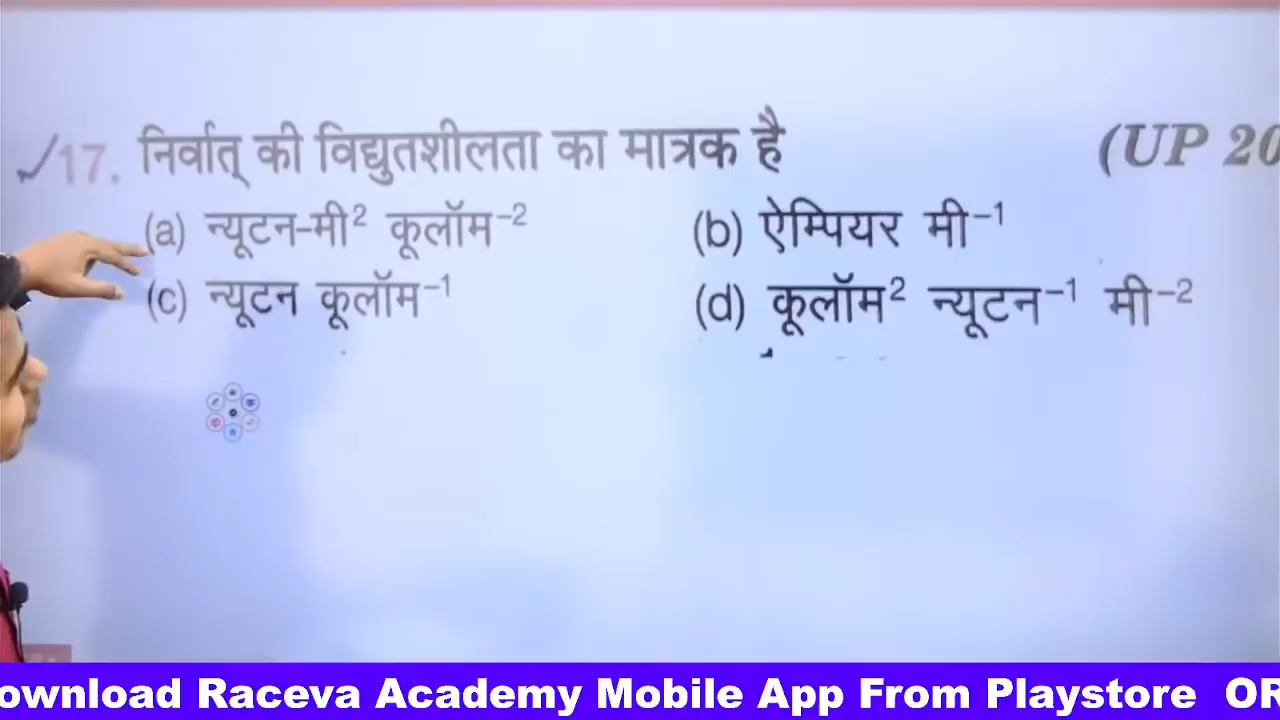 17. निर्वात् की विद्युतशीलता का मात्रक है (UP 20
(a) न्यूटन-मी² कूलॉम⁻² (b) ऐम्पियर मी⁻¹
(c) न्यूटन कूलॉम⁻¹ (d) कूलॉम² न्यूटन⁻¹ मी⁻²
ownload Raceva Academy Mobile App From Playstore OR